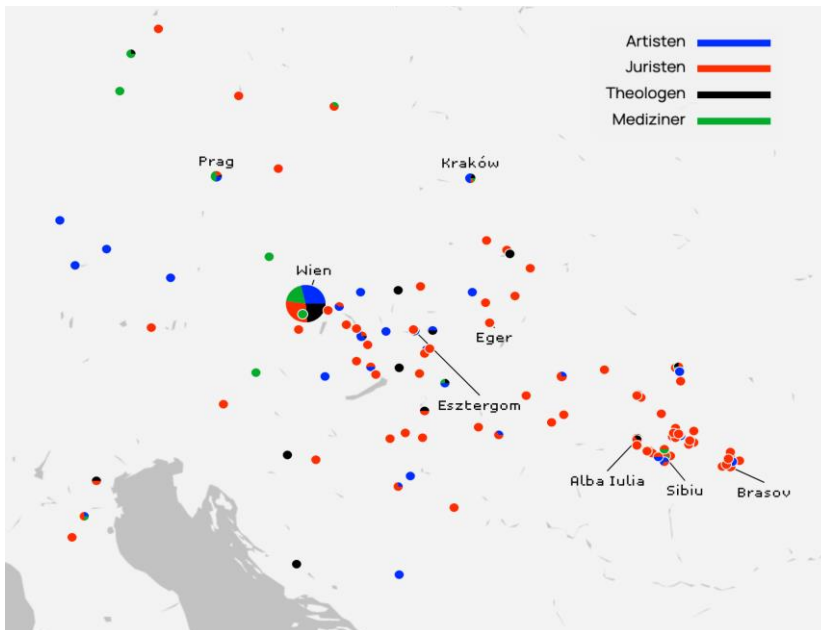 Artisten
Juristen
Theologen
Mediziner
Prag
Kraków
Wien
Eger
Esztergom
Alba Iulia
Sibiu
Brasov